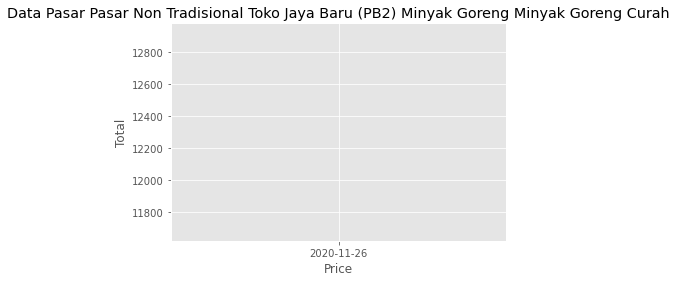 Data Pasar Pasar Non Tradisional Toko Jaya Baru (PB2) Minyak Goreng Minyak Goreng Curah
12800
12600
12400
12200
12000
11800
Total
2020-11-26
Price